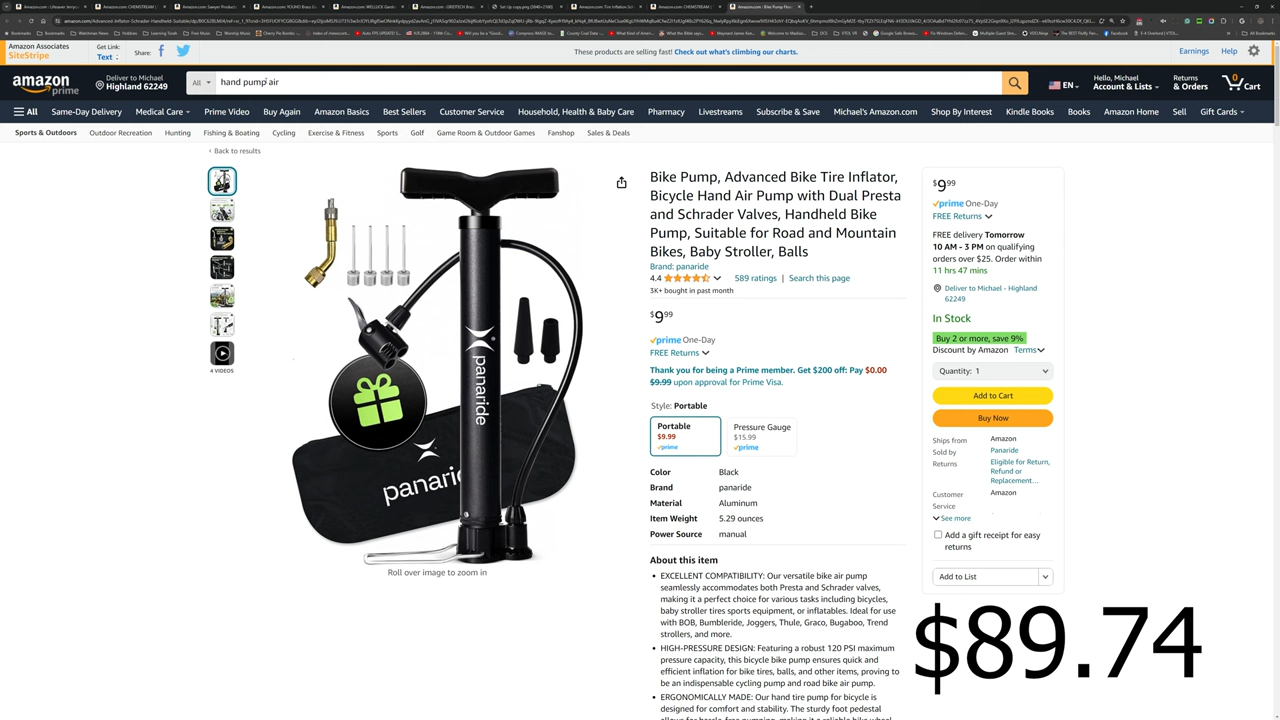 Amazon Associates
SiteStripe
Get Link:
Text
Share:
These products are selling fast! Check out what's climbing our charts.
Earnings
Help
amazon
prime
Deliver to Michael
Highland 62249
All
hand pump air
EN
Hello, Michael
Account & Lists
Returns
& Orders
0
Cart
All
Same-Day Delivery
Medical Care
Prime Video
Buy Again
Amazon Basics
Best Sellers
Customer Service
Household, Health & Baby Care
Pharmacy
Livestreams
Michael's Amazon.com
Subscribe & Save
Shop By Interest
Kindle Books
Books
Amazon Home
Sell
Gift Cards
Sports & Outdoors
Outdoor Recreation
Hunting
Fishing & Boating
Cycling
Exercise & Fitness
Sports
Golf
Game Room & Outdoor Games
Fanshop
Sales & Deals
‹ Back to results
4 VIDEOS
panaride
panaride
Roll over image to zoom in
Bike Pump, Advanced Bike Tire Inflator,
Bicycle Hand Air Pump with Dual Presta
and Schrader Valves, Handheld Bike
Pump, Suitable for Road and Mountain
Bikes, Baby Stroller, Balls
Brand: panaride
4.4
589 ratings | Search this page
3K+ bought in past month
$9.99
prime One-Day
FREE Returns
Thank you for being a Prime member. Get $200 off: Pay $0.00
$9.99 upon approval for Prime Visa.
Style: Portable
Portable
$9.99
prime
Pressure Gauge
$15.99
prime
Color Black
Brand panaride
Material Aluminum
Item Weight 5.29 ounces
Power Source manual
About this item
• EXCELLENT COMPATIBILITY: Our versatile bike air pump
seamlessly accommodates both Presta and Schrader valves,
making it a perfect choice for various tasks including bicycles,
baby stroller tires sports equipment, or inflatables. Ideal for use
with BOB, Bumbleride, Joggers, Thule, Graco, Bugaboo, Trend
strollers, and more.
• HIGH-PRESSURE DESIGN: Featuring a robust 120 PSI maximum
pressure capacity, this bicycle bike pump ensures quick and
efficient inflation for bike tires, balls, and other items, proving
to be an indispensable cycling pump and road bike air pump.
• ERGONOMICALLY MADE: Our hand tire pump for bicycle is
designed for comfort and stability. The sturdy foot pedestal
$9.99
prime One-Day
FREE Returns
FREE delivery Tomorrow
10 AM - 3 PM on qualifying
orders over $25. Order within
11 hrs 47 mins
Deliver to Michael - Highland
62249
In Stock
Buy 2 or more, save 9%
Discount by Amazon Terms
Quantity: 1
Add to Cart
Buy Now
Ships from Amazon
Sold by Panaride
Returns Eligible for Return,
Refund or
Replacement...
Customer Amazon
Service
See more
Add a gift receipt for easy
returns
Add to List
$89.74